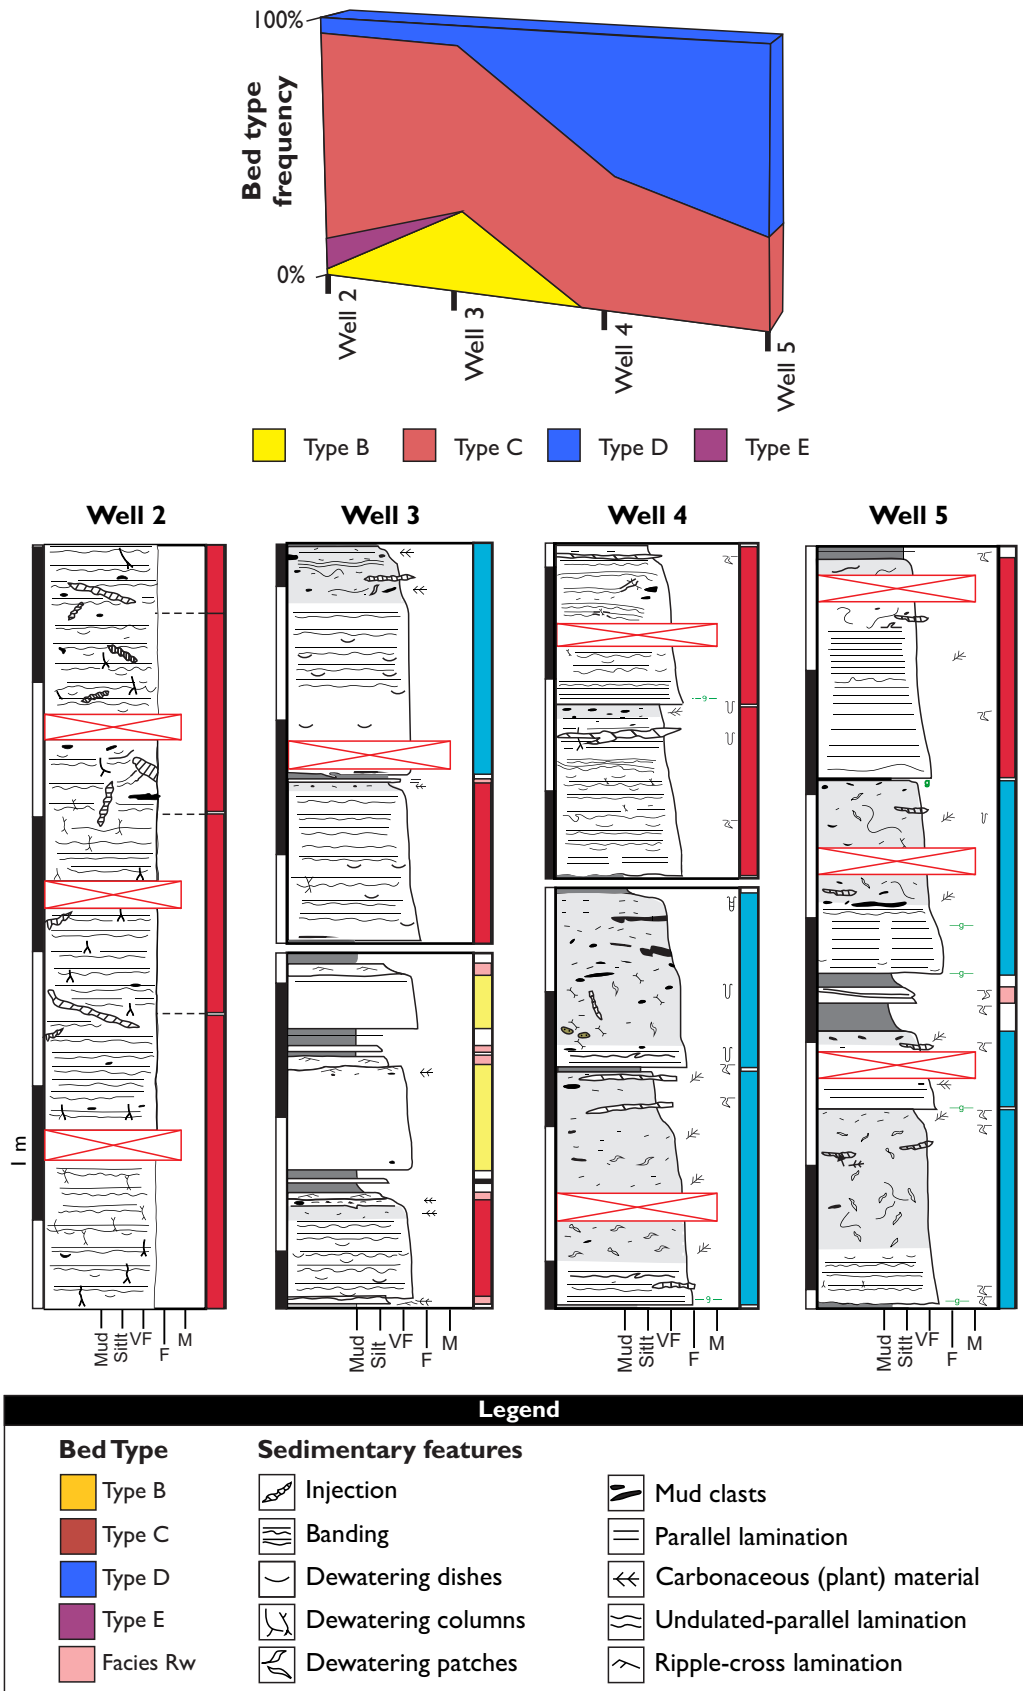 100%
Bed type
frequency
0%
Well 2
Well 3
Well 4
Well 5
Type B
Type C
Type D
Type E
Well 2
Well 3
Well 4
Well 5
g
g
g
g
g
g
g
1 m
Mud
Sitlt
VF
F
M
Mud
Silt
VF
F
M
Mud
Sitlt
VF
F
M
Mud
Sitlt
VF
F
M
Legend
Bed Type
Sedimentary features
Type B
Injection
Mud clasts
Type C
Banding
Parallel lamination
Type D
Dewatering dishes
Carbonaceous (plant) material
Type E
Dewatering columns
Undulated-parallel lamination
Facies Rw
Dewatering patches
Ripple-cross lamination